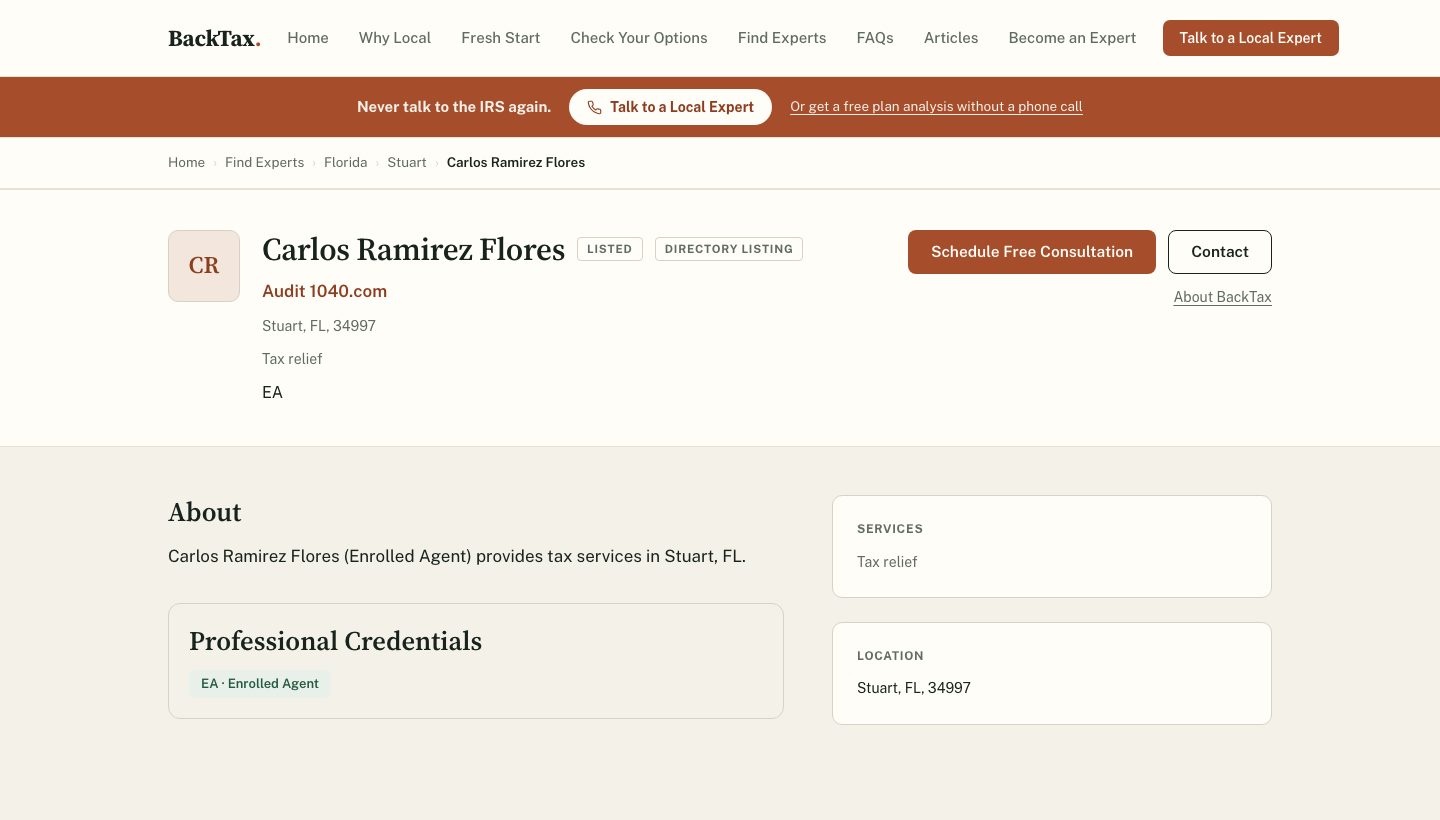 BackTax.
Home
Why Local
Fresh Start
Check Your Options
Find Experts
FAQs
Articles
Become an Expert
Talk to a Local Expert
Never talk to the IRS again.
Talk to a Local Expert
Or get a free plan analysis without a phone call
Home › Find Experts › Florida › Stuart › Carlos Ramirez Flores
CR
Carlos Ramirez Flores
LISTED
DIRECTORY LISTING
Audit 1040.com
Stuart, FL, 34997
Tax relief
EA
Schedule Free Consultation
Contact
About BackTax
About
Carlos Ramirez Flores (Enrolled Agent) provides tax services in Stuart, FL.
Professional Credentials
EA · Enrolled Agent
SERVICES
Tax relief
LOCATION
Stuart, FL, 34997